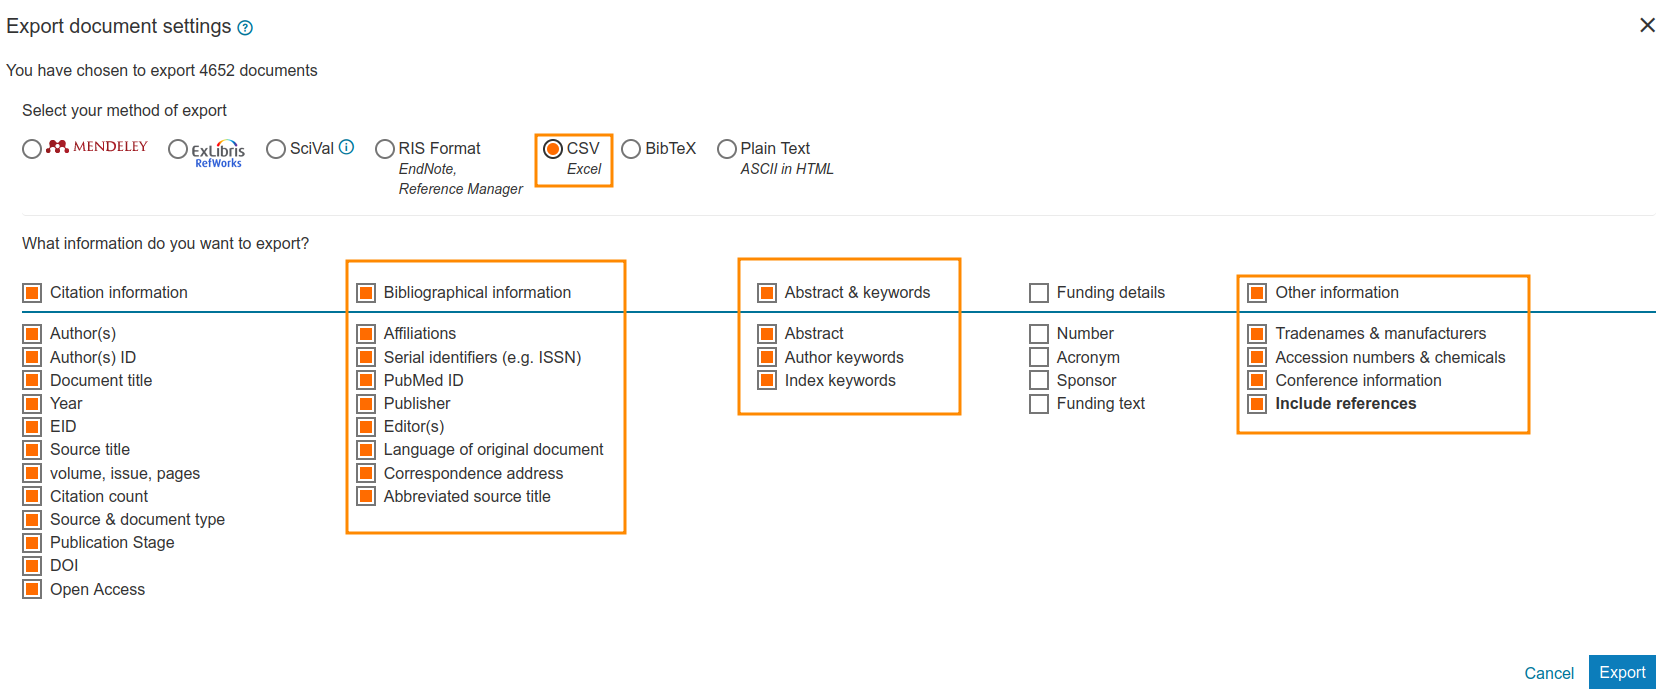 Export document settings ?
You have chosen to export 4652 documents
Select your method of export
MENDELEY
ExLibris
RefWorks
SciVal i
RIS Format
EndNote,
Reference Manager
CSV
Excel
BibTeX
Plain Text
ASCII in HTML
What information do you want to export?
Citation information
Author(s)
Author(s) ID
Document title
Year
EID
Source title
volume, issue, pages
Citation count
Source & document type
Publication Stage
DOI
Open Access
Bibliographical information
Affiliations
Serial identifiers (e.g. ISSN)
PubMed ID
Publisher
Editor(s)
Language of original document
Correspondence address
Abbreviated source title
Abstract & keywords
Abstract
Author keywords
Index keywords
Funding details
Number
Acronym
Sponsor
Funding text
Other information
Tradenames & manufacturers
Accession numbers & chemicals
Conference information
Include references
Cancel
Export